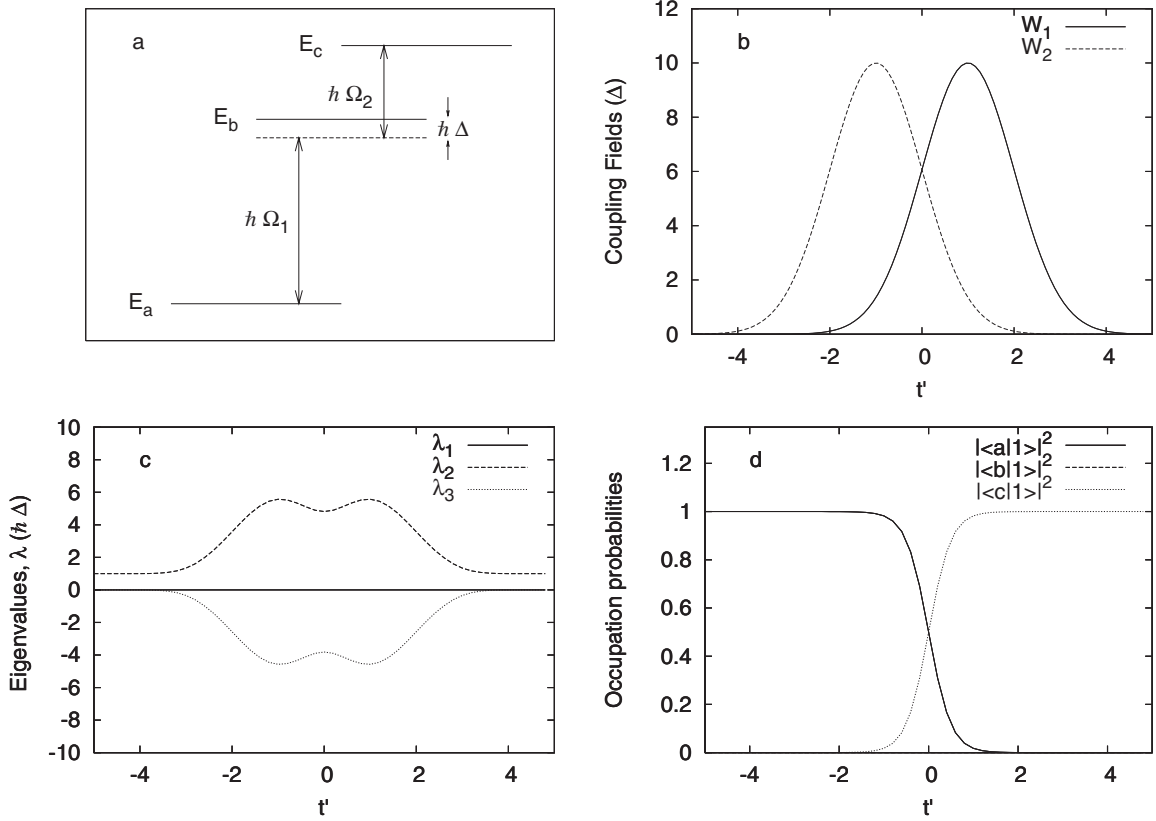 a
E_c
ħ Ω_2
E_b
ħ Δ
ħ Ω_1
E_a
b
W_1
W_2
12
10
8
6
4
2
0
Coupling Fields (Δ)
-4 -2 0 2 4
t'
c
λ_1
λ_2
λ_3
10
8
6
4
2
0
-2
-4
-6
-8
-10
Eigenvalues, λ (ħ Δ)
-4 -2 0 2 4
t'
d
|<a|1>|^2
|<b|1>|^2
|<c|1>|^2
1.2
1
0.8
0.6
0.4
0.2
0
Occupation probabilities
-4 -2 0 2 4
t'